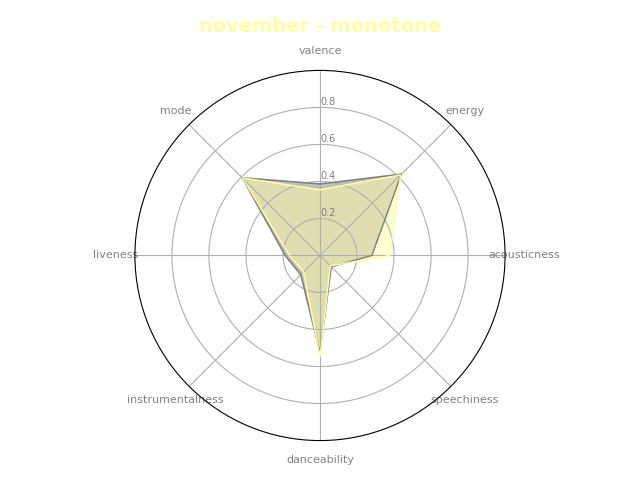 november - monotone
valence
mode
energy
0.8
0.6
0.4
0.2
liveness
acousticness
instrumentalness
speechiness
danceability